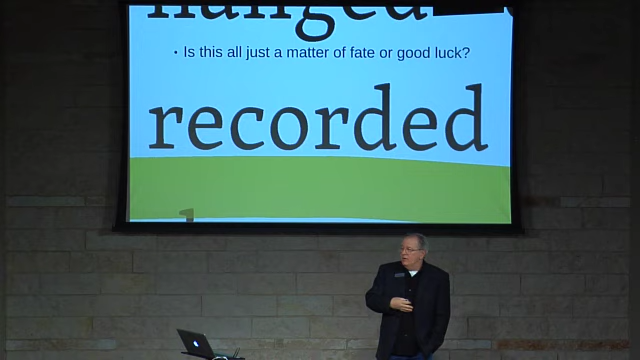 • Is this all just a matter of fate or good luck?
recorded